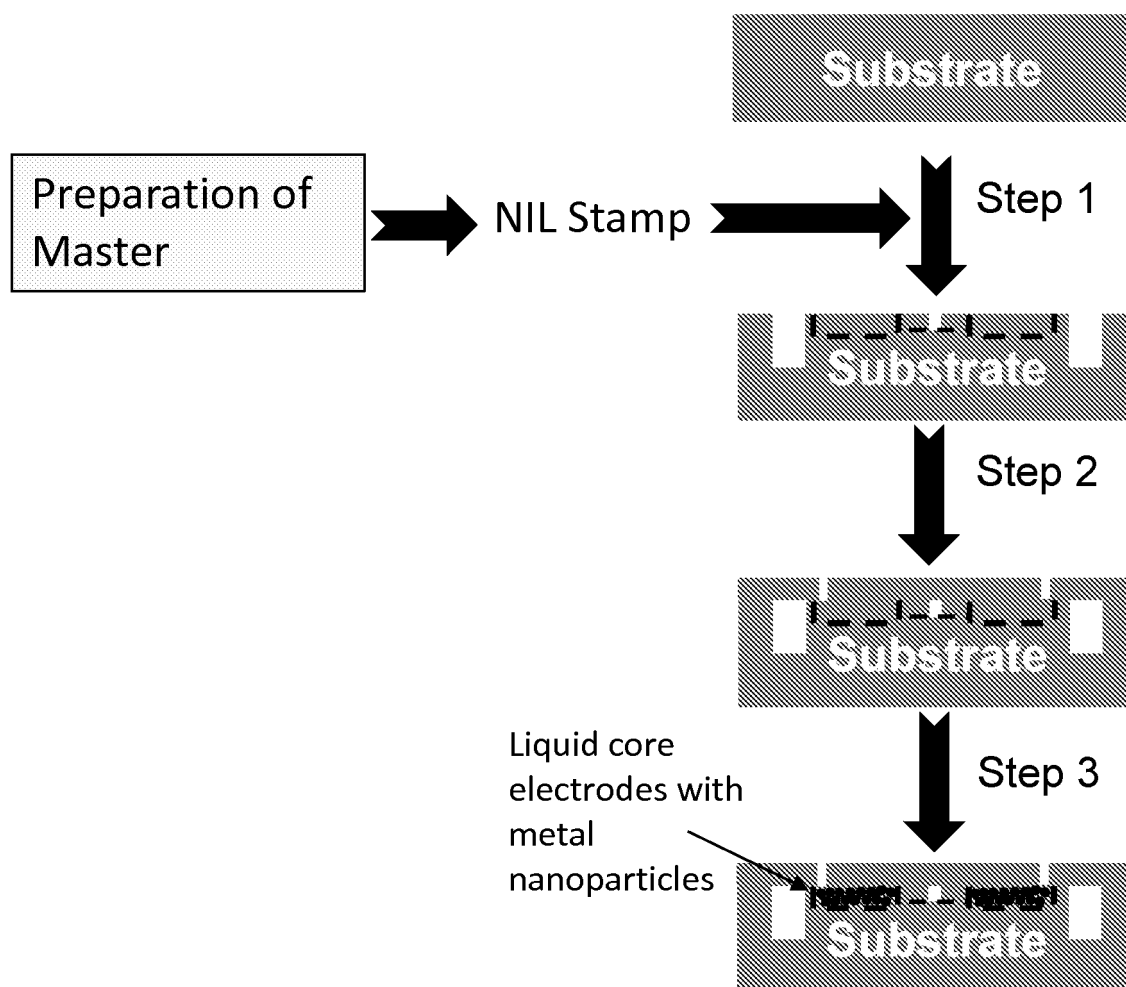 Substrate
Preparation of
Master
NIL Stamp
Step 1
Substrate
Step 2
Substrate
Liquid core
electrodes with
metal
nanoparticles
Step 3
Substrate